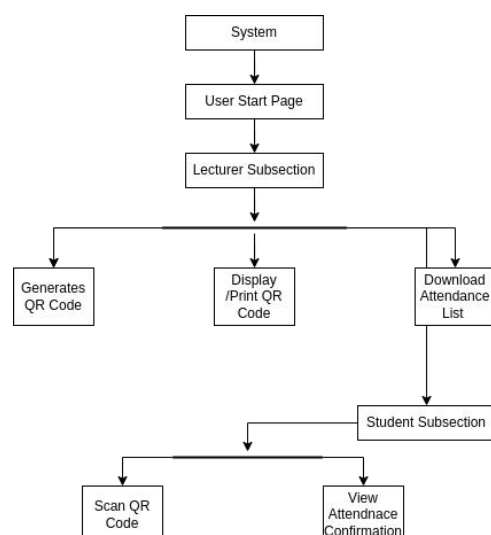 System
User Start Page
Lecturer Subsection
Generates
QR Code
Display
/Print QR
Code
Download
Attendance
List
Student Subsection
Scan QR
Code
View
Attendnace
Confirmation